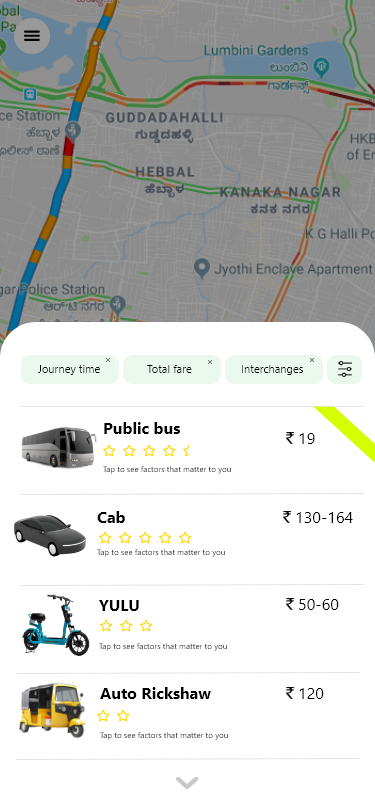 Lumbini Gardens
ಲುಂಬಿನಿ
ಗಾರ್ಡನ್ಸ್
GUDDADAHALLI
ಗುಡ್ಡದಹಳ್ಳಿ
ce Station
ಹೆಬ್ಬಾಳ
ಪೊಲೀಸ್ ಠಾಣೆ
HKB
of En
HEBBAL
ಹೆಬ್ಬಾಳ
KANAKA NAGAR
ಕನಕ ನಗರ
K G Halli Po
Jyothi Enclave Apartment
gar Police Station
ಆರ್ ಟಿ ನಗರ
Journey time ×
Total fare ×
Interchanges ×
Public bus
₹ 19
Tap to see factors that matter to you
Cab
₹ 130-164
Tap to see factors that matter to you
YULU
₹ 50-60
Tap to see factors that matter to you
Auto Rickshaw
₹ 120
Tap to see factors that matter to you